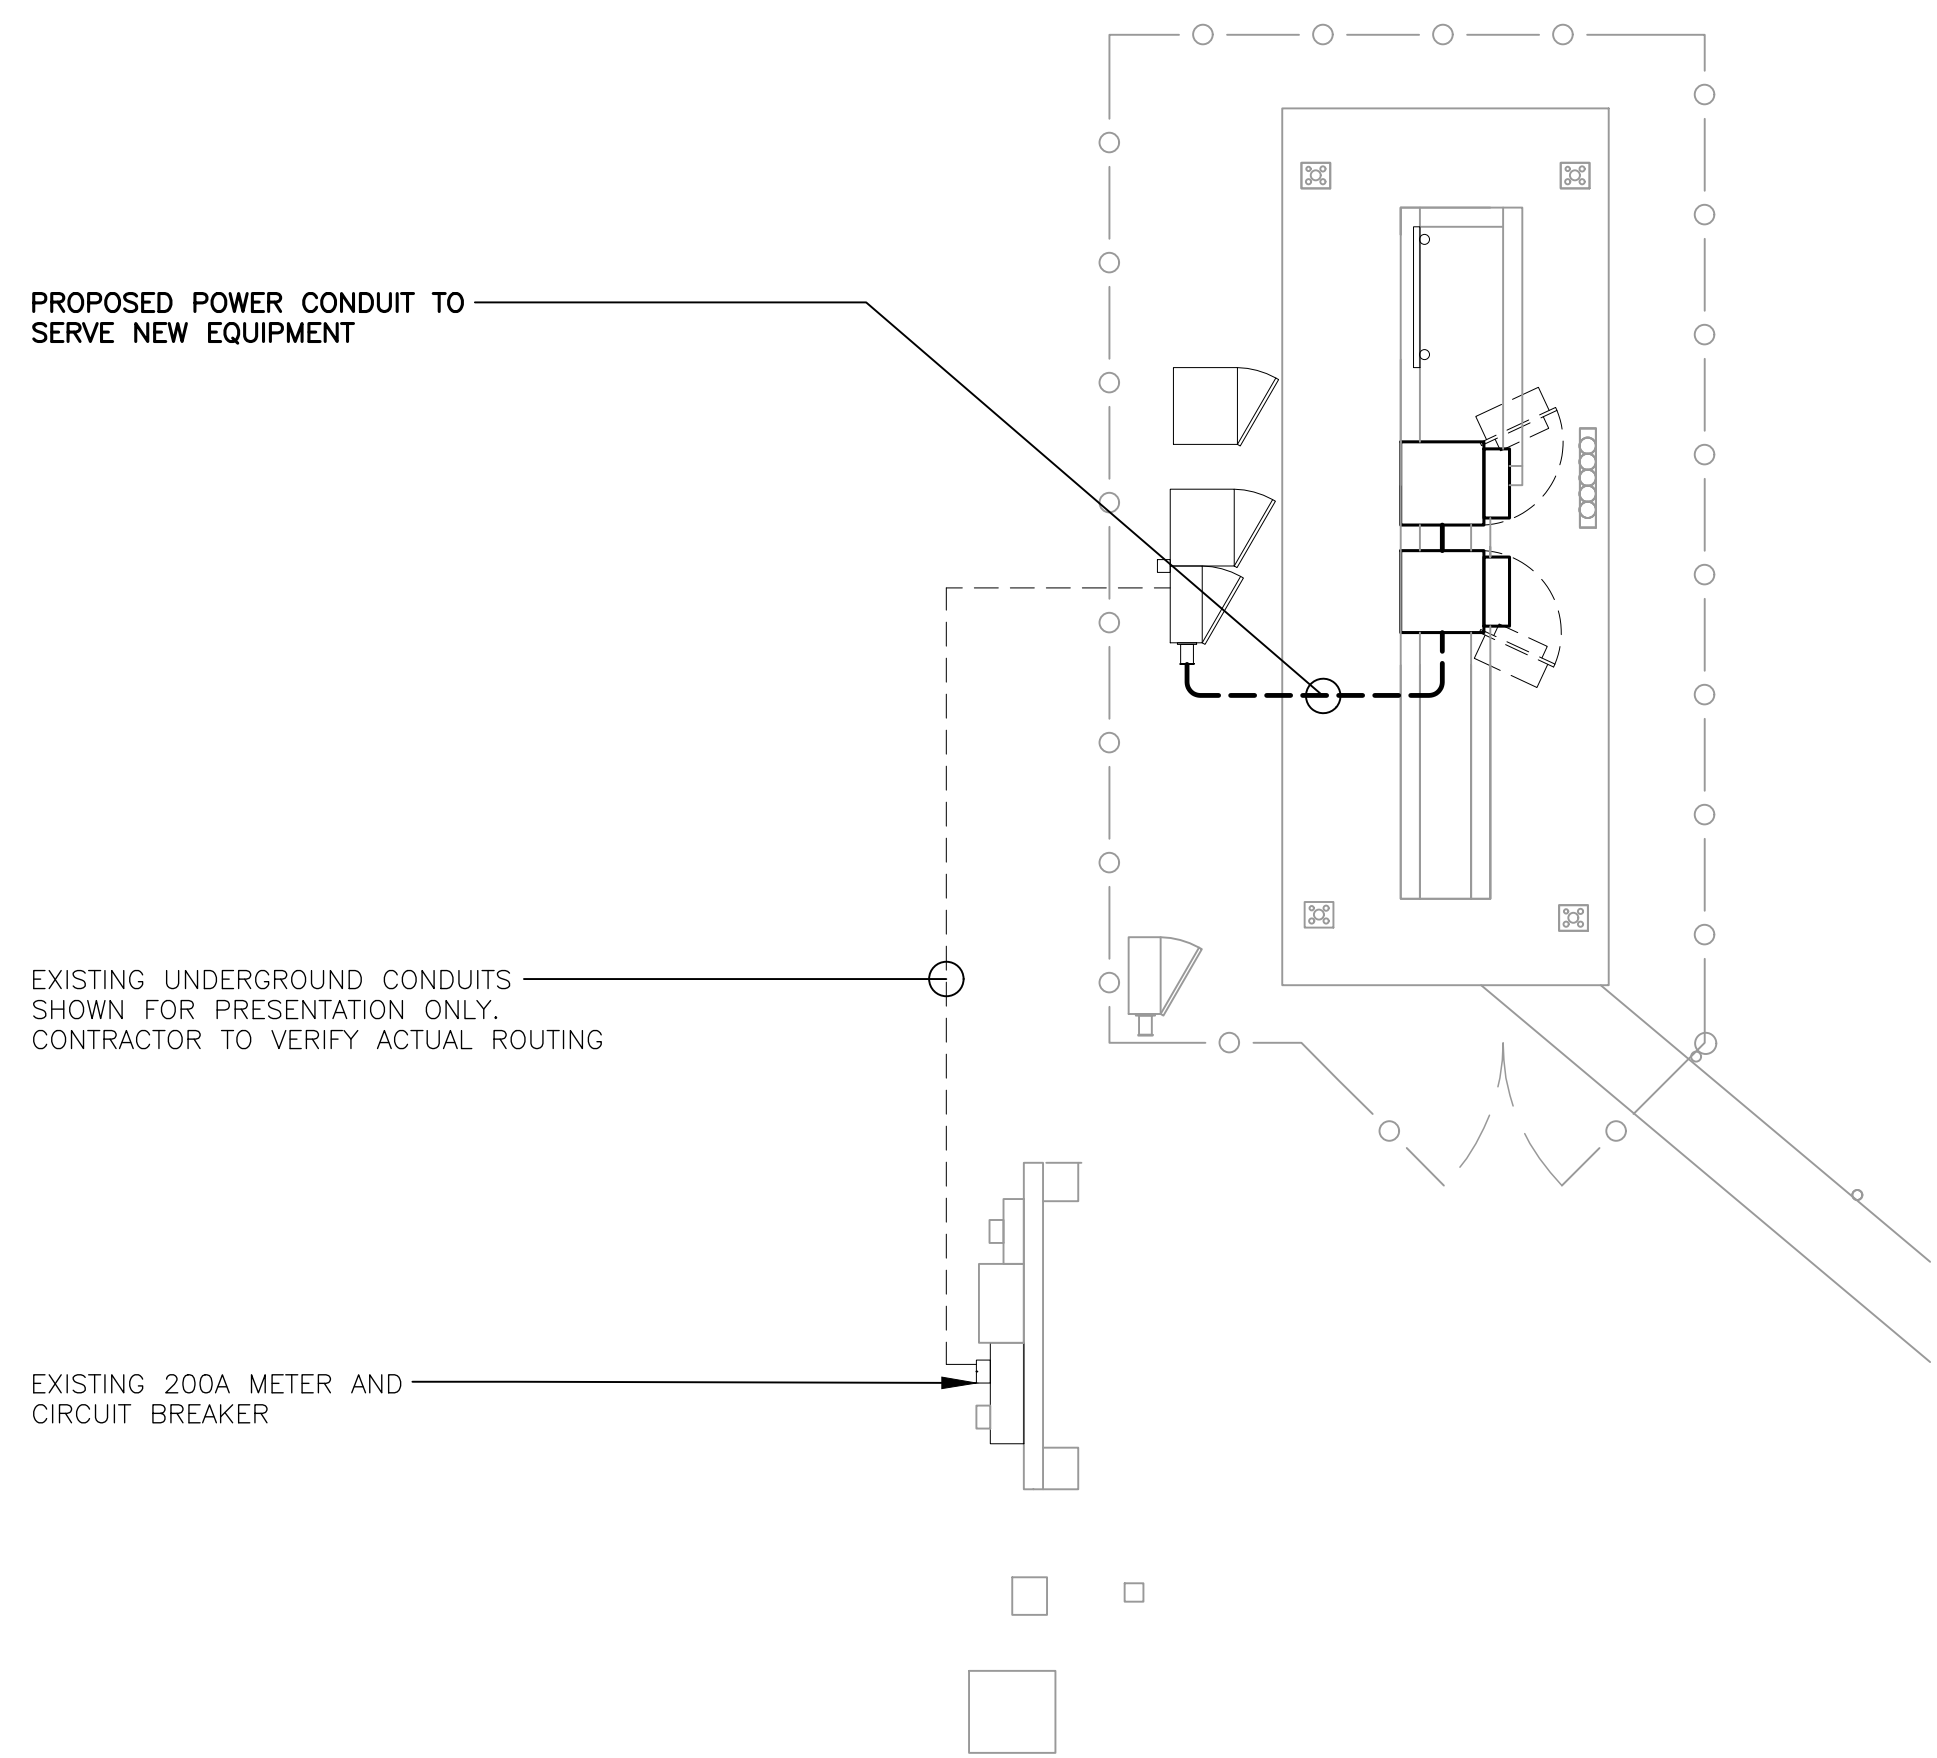 PROPOSED POWER CONDUIT TO
SERVE NEW EQUIPMENT
EXISTING UNDERGROUND CONDUITS
SHOWN FOR PRESENTATION ONLY.
CONTRACTOR TO VERIFY ACTUAL ROUTING
EXISTING 200A METER AND
CIRCUIT BREAKER